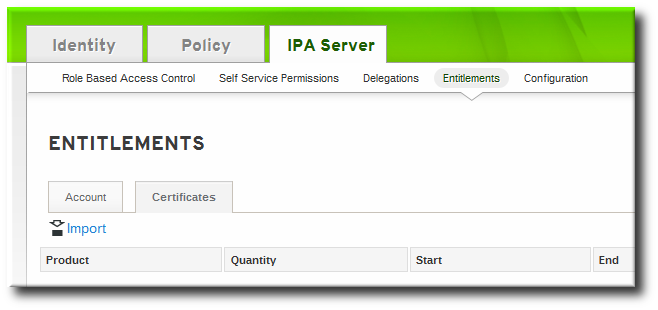 Identity Policy IPA Server
Role Based Access Control Self Service Permissions Delegations Entitlements Configuration
ENTITLEMENTS
Account Certificates
Import
Product Quantity Start End